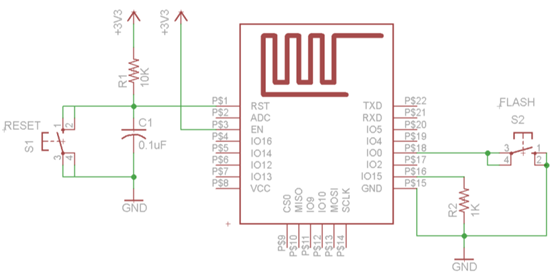 +3V3
+3V3
R1
10K
RESET
S1
1
2
3
4
C1
0.1uF
GND
P$1
P$2
P$3
P$4
P$5
P$6
P$7
P$8
RST
ADC
EN
IO16
IO14
IO12
IO13
VCC
TXD
RXD
IO5
IO4
IO0
IO2
IO15
GND
P$22
P$21
P$20
P$19
P$18
P$17
P$16
P$15
CS0
MISO
IO9
IO10
MOSI
SCLK
P$9
P$10
P$11
P$12
P$13
P$14
FLASH
S2
3
4
1
2
R2
1K
GND